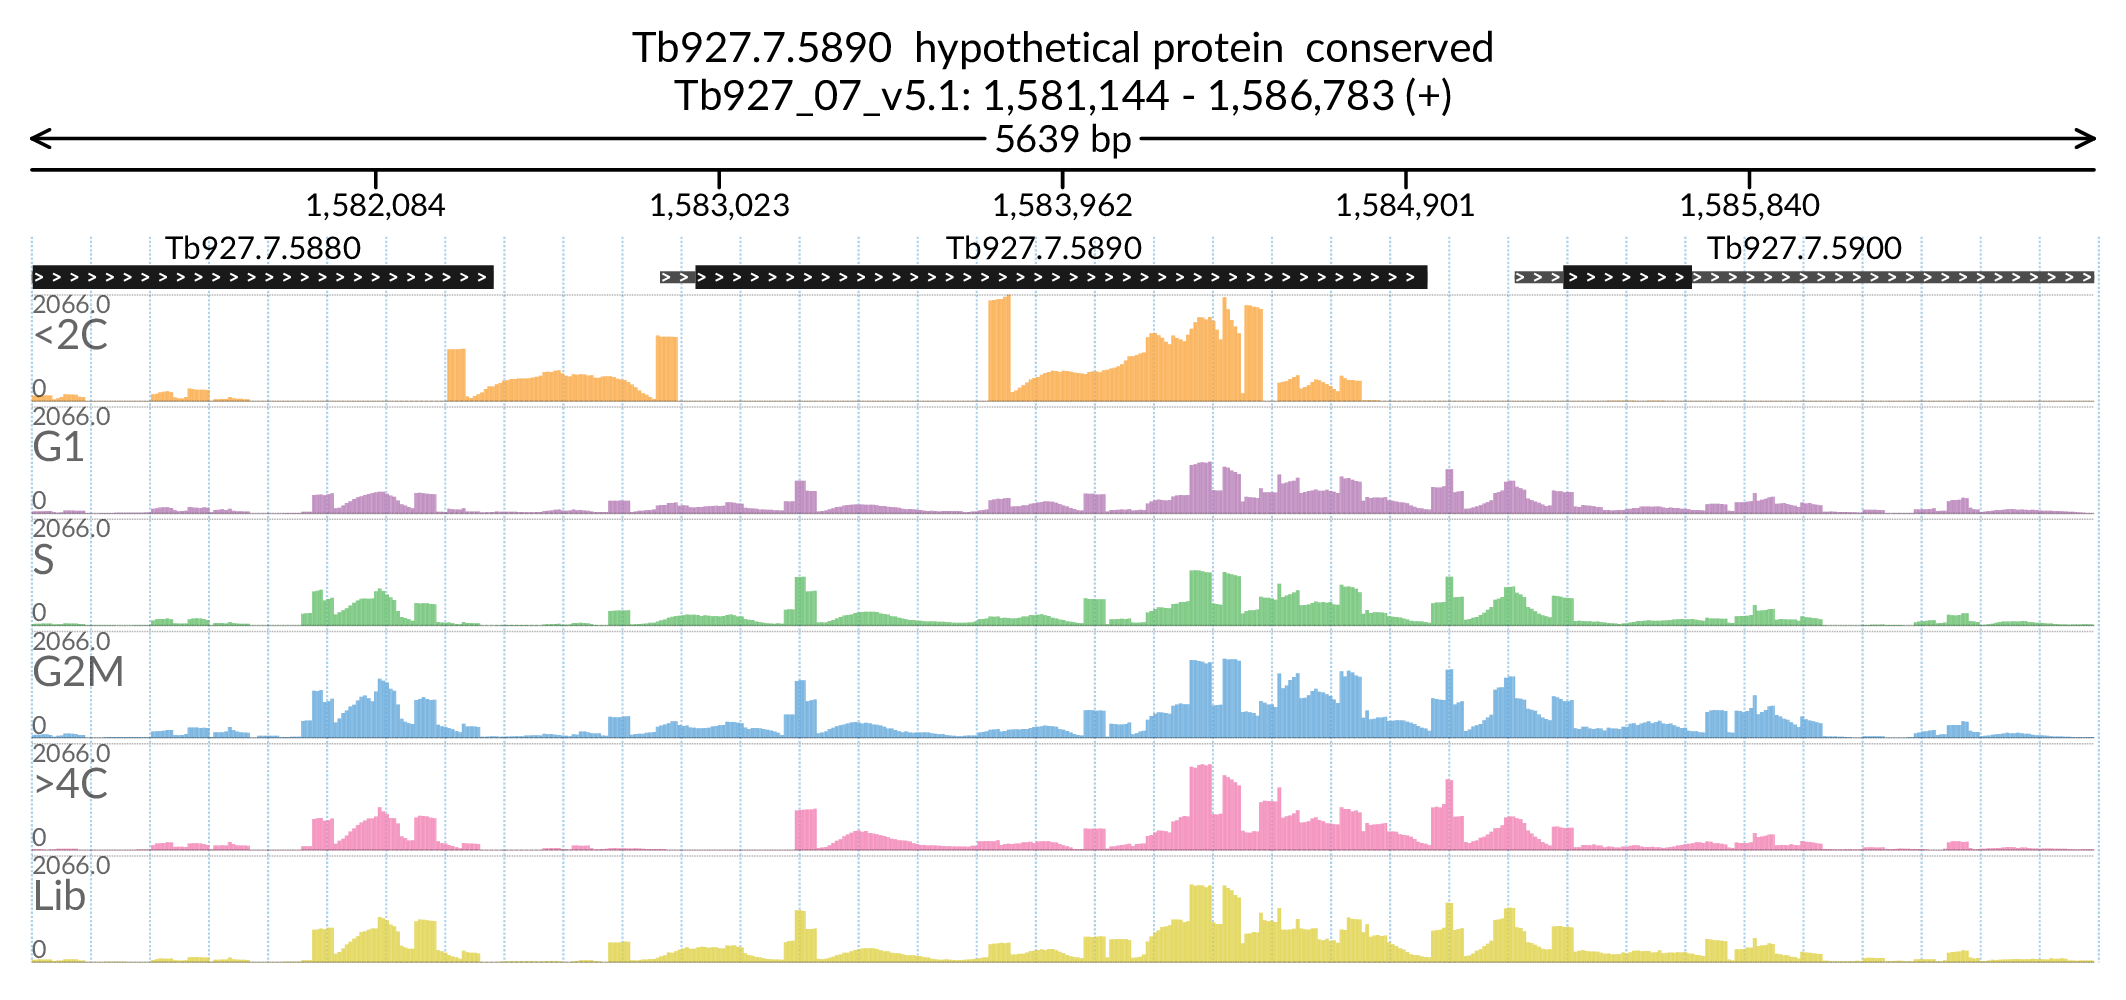 Tb927.7.5890 hypothetical protein conserved
Tb927_07_v5.1: 1,581,144 - 1,586,783 (+)
5639 bp
1,582,084 1,583,023 1,583,962 1,584,901 1,585,840
Tb927.7.5880 Tb927.7.5890 Tb927.7.5900
2066.0
<2C
0
2066.0
G1
0
2066.0
S
0
2066.0
G2M
0
2066.0
>4C
0
2066.0
Lib
0